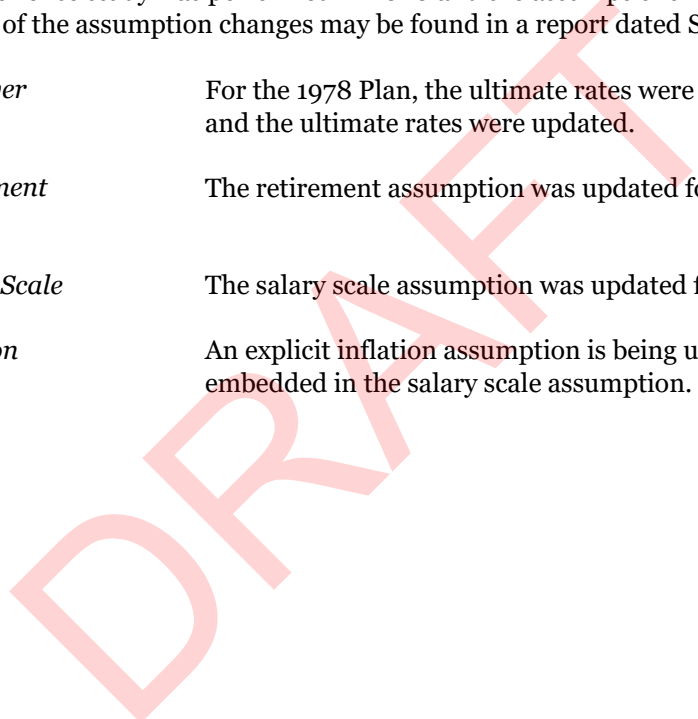 of the assumption changes may be found in a report dated S
er For the 1978 Plan, the ultimate rates were
and the ultimate rates were updated.
ment The retirement assumption was updated fo
Scale The salary scale assumption was updated f
on An explicit inflation assumption is being u
embedded in the salary scale assumption.
DRAFT